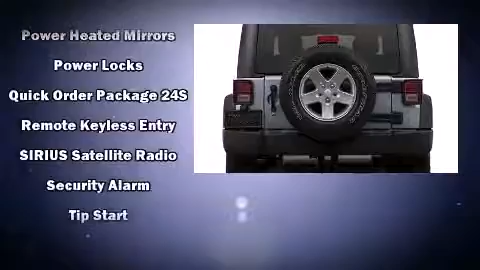 Power Heated Mirrors
Power Locks
Quick Order Package 24S
Remote Keyless Entry
SIRIUS Satellite Radio
Security Alarm
Tip Start